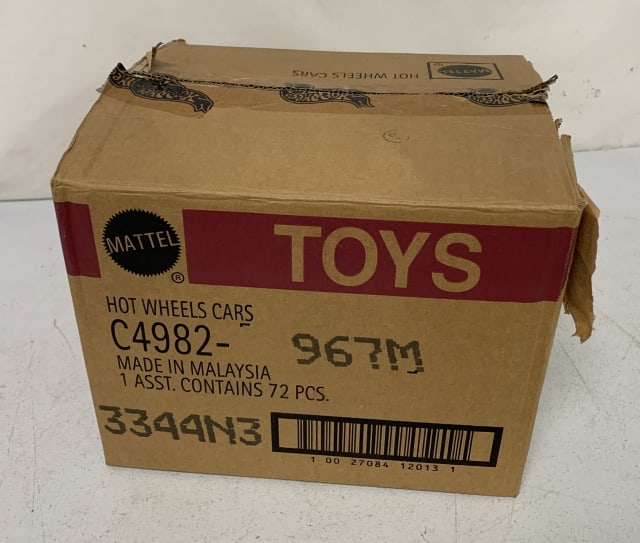 HOT WHEELS CARS
MATTEL
MATTEL
®
TOYS
HOT WHEELS CARS
C4982-
967M
MADE IN MALAYSIA
1 ASST. CONTAINS 72 PCS.
3344N3
1 00 27084 12013 1